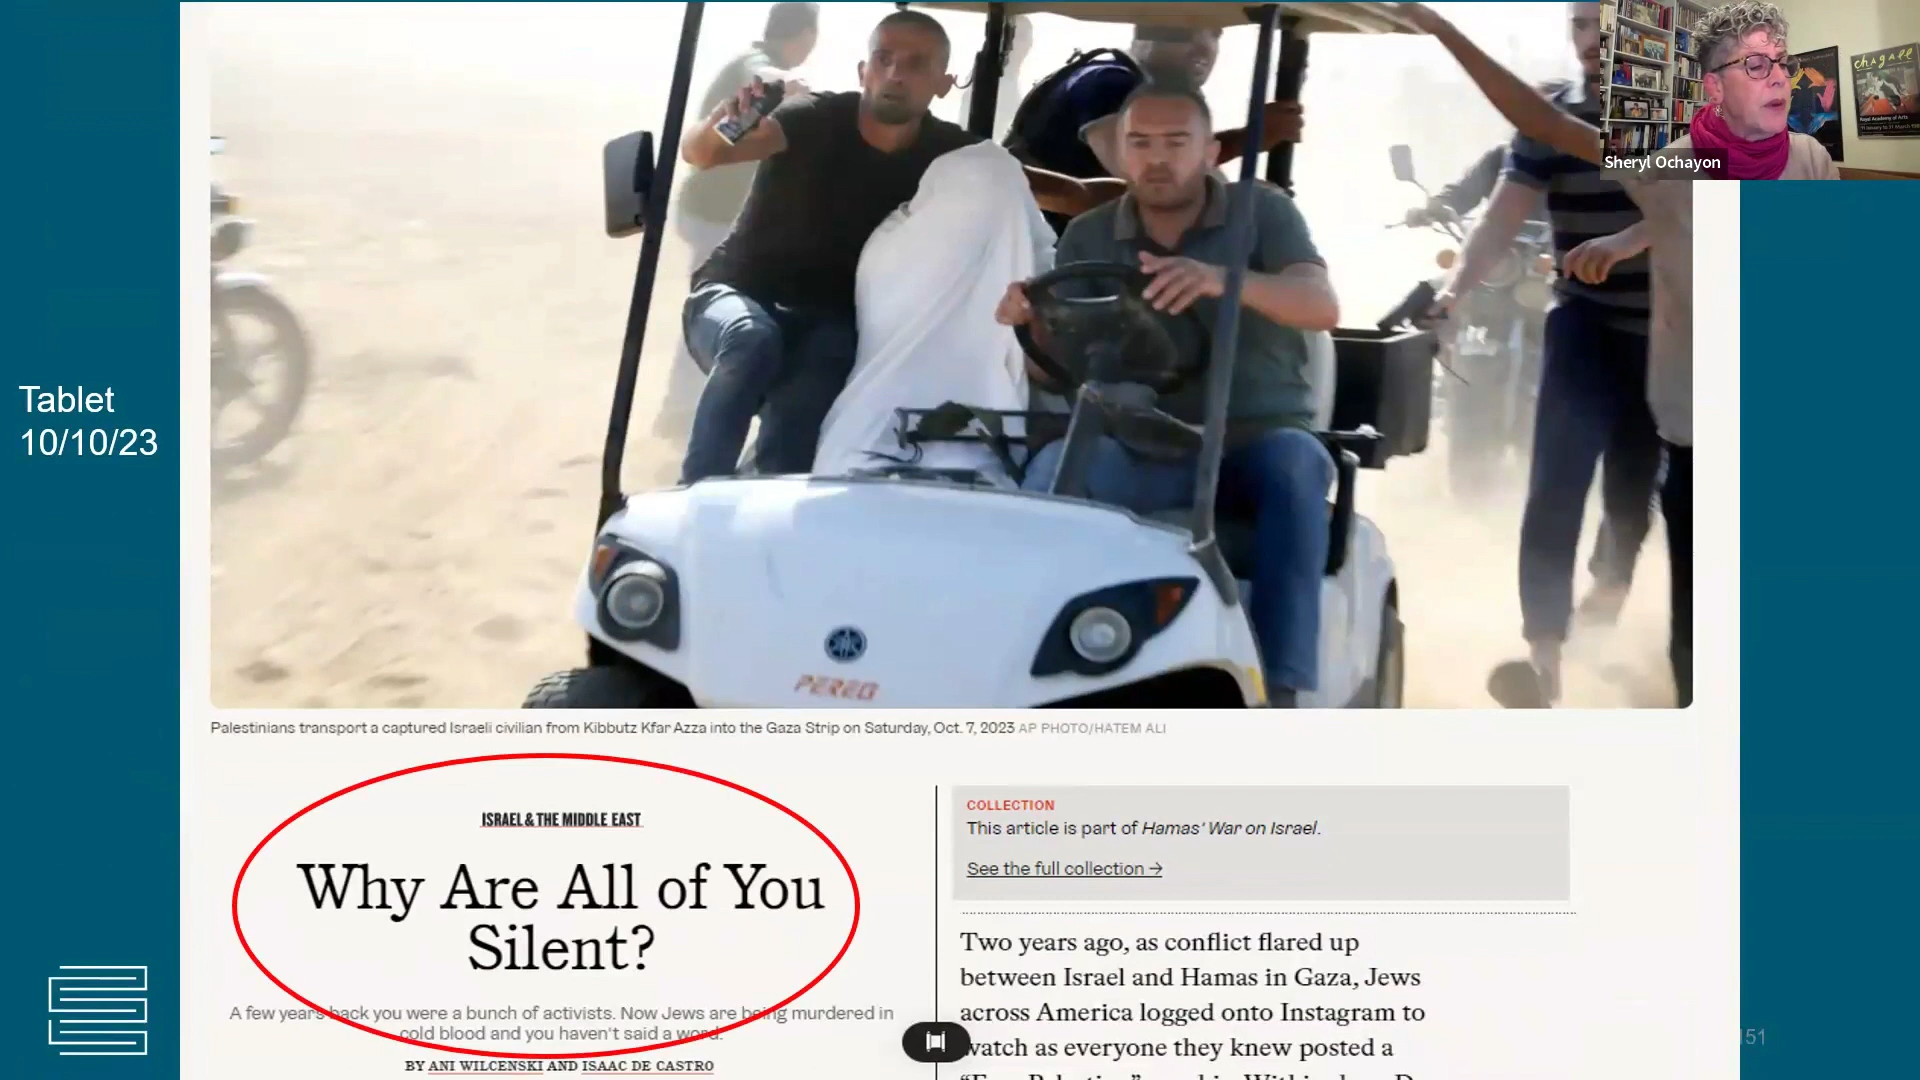 Sheryl Ochayon
chagall
Royal Academy of Arts
Tablet
10/10/23
Palestinians transport a captured Israeli civilian from Kibbutz Kfar Azza into the Gaza Strip on Saturday, Oct. 7, 2023 AP PHOTO/HATEM ALI
ISRAEL & THE MIDDLE EAST
Why Are All of You
Silent?
A few years back you were a bunch of activists. Now Jews are being murdered in
cold blood and you haven't said a word.
BY ANI WILCENSKI AND ISAAC DE CASTRO
COLLECTION
This article is part of Hamas' War on Israel.
See the full collection →
Two years ago, as conflict flared up
between Israel and Hamas in Gaza, Jews
across America logged onto Instagram to
watch as everyone they knew posted a
151
PEREG